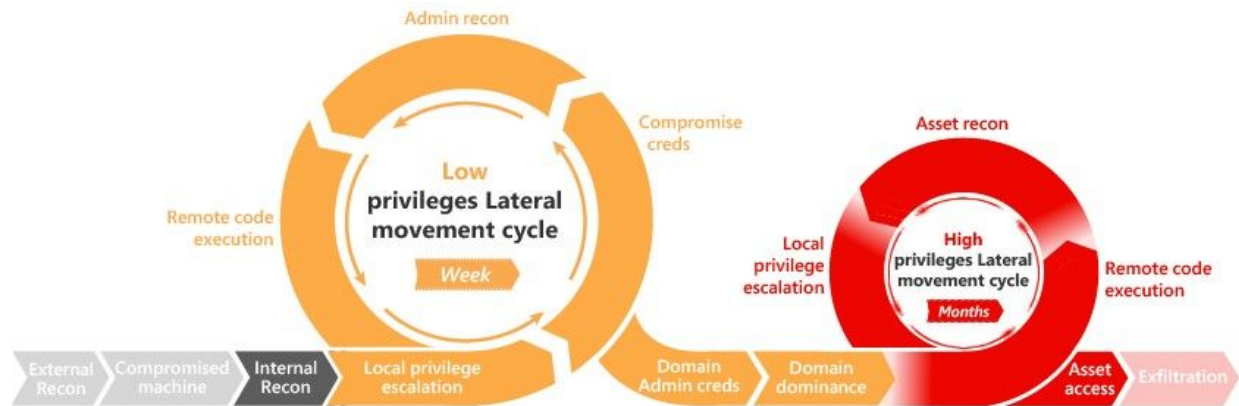 Admin recon
Compromise
creds
Low
privileges Lateral
movement cycle
Week
Remote code
execution
Asset recon
Local
privilege
escalation
High
privileges Lateral
movement cycle
Months
Remote code
execution
External
Recon
Compromised
machine
Internal
Recon
Local privilege
escalation
Domain
Admin creds
Domain
dominance
Asset
access
Exfiltration